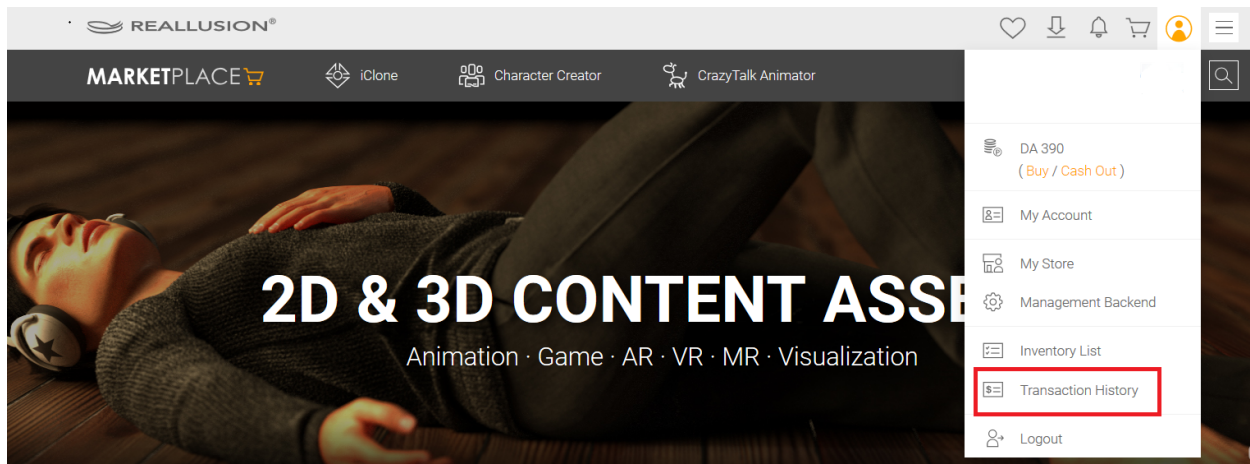 REALLUSION®
MARKETPLACE
iClone
Character Creator
CrazyTalk Animator
DA 390
( Buy / Cash Out )
My Account
My Store
Management Backend
Inventory List
Transaction History
Logout
2D & 3D CONTENT ASSE
Animation · Game · AR · VR · MR · Visualization